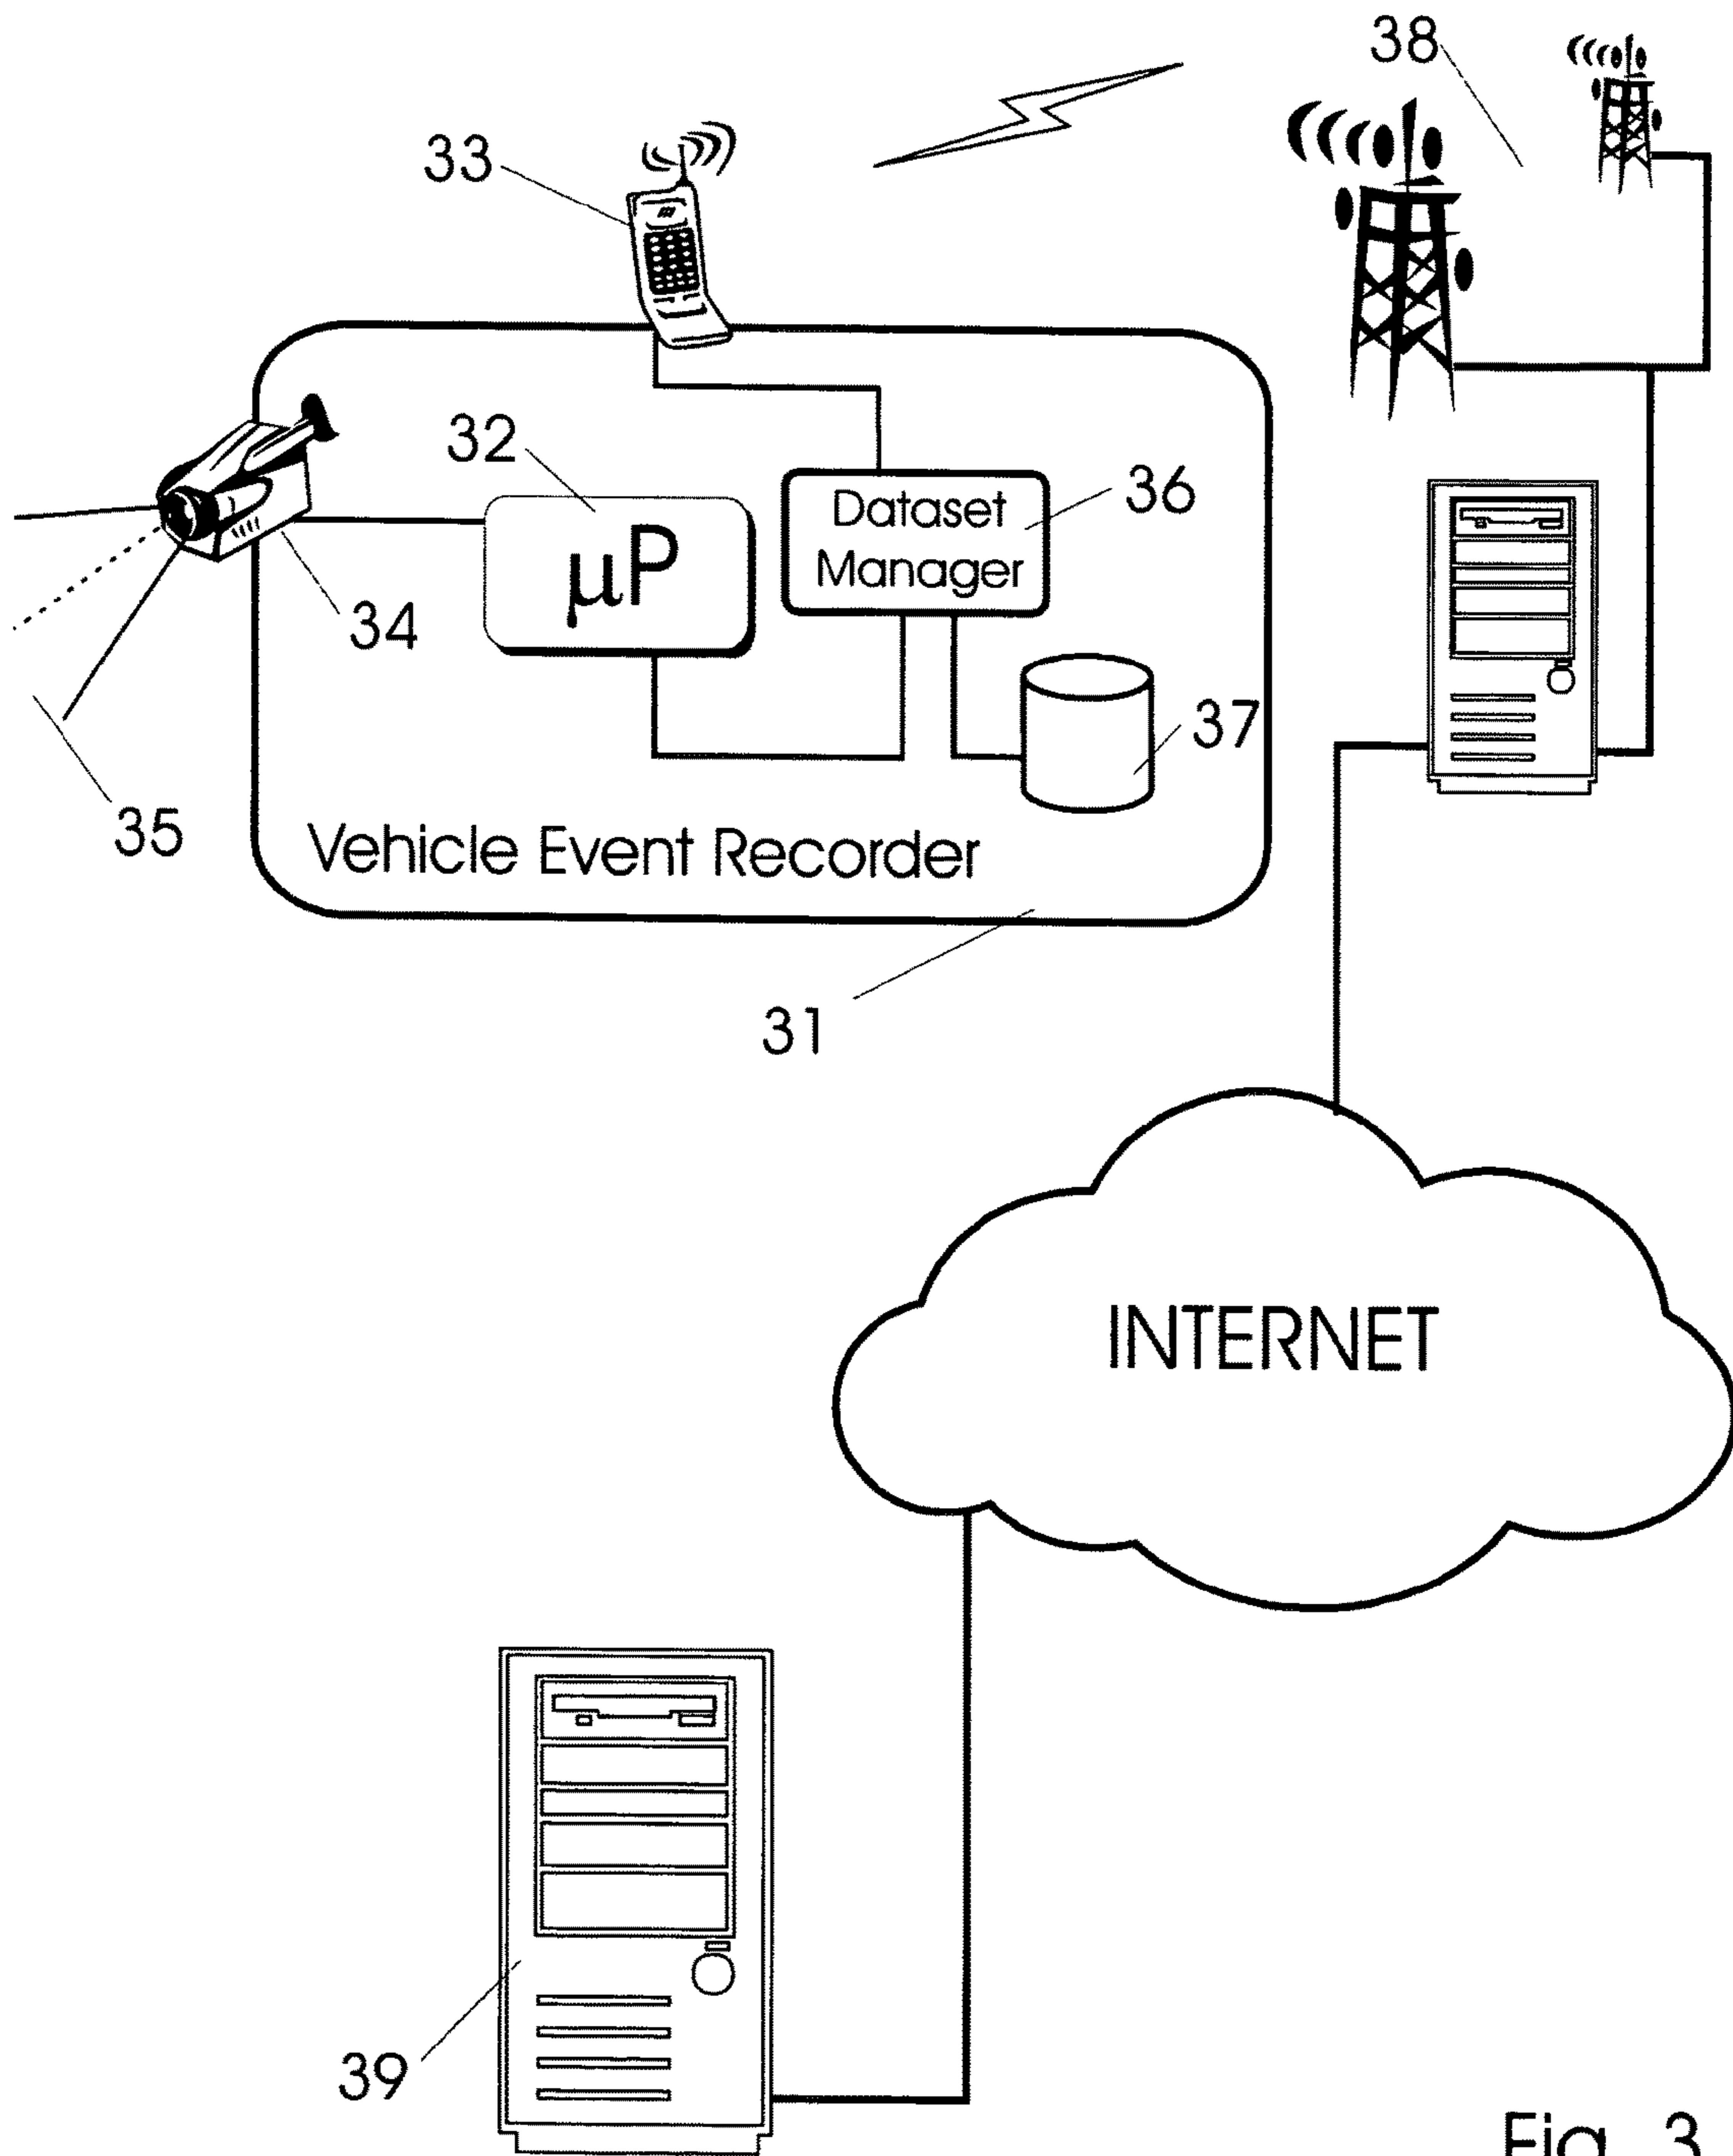 38
33
32
36
Dataset
Manager
μP
34
37
35
Vehicle Event Recorder
31
INTERNET
39
Fig. 3